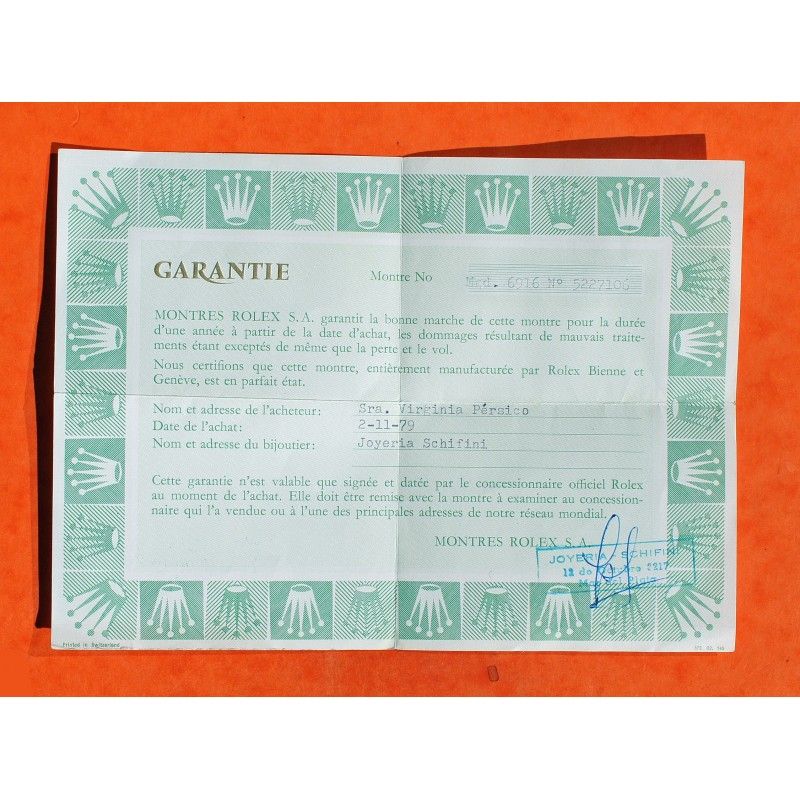 GARANTIE
Montre No Mod. 6916 Nº 5227106
MONTRES ROLEX S.A. garantit la bonne marche de cette montre pour la durée
d'une année à partir de la date d'achat, les dommages résultant de mauvais traite-
ments étant exceptés de même que la perte et le vol.
Nous certifions que cette montre, entièrement manufacturée par Rolex Bienne et
Genève, est en parfait état.
Nom et adresse de l'acheteur: Sra. Virginia Pérsico
Date de l'achat: 2-11-79
Nom et adresse du bijoutier: Joyeria Schifini
Cette garantie n'est valable que signée et datée par le concessionnaire officiel Rolex
au moment de l'achat. Elle doit être remise avec la montre à examiner au concession-
naire qui l'a vendue ou à l'une des principales adresses de notre réseau mondial.
MONTRES ROLEX S.A.
JOYERIA SCHIFINI
12 de
Printed in Switzerland